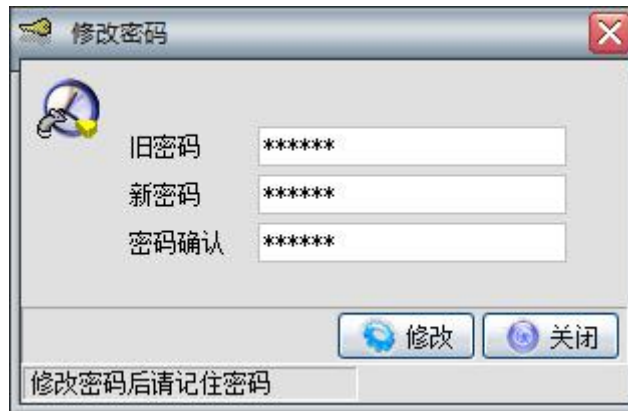 修改密码
旧密码 ******
新密码 ******
密码确认 ******
修改 关闭
修改密码后请记住密码